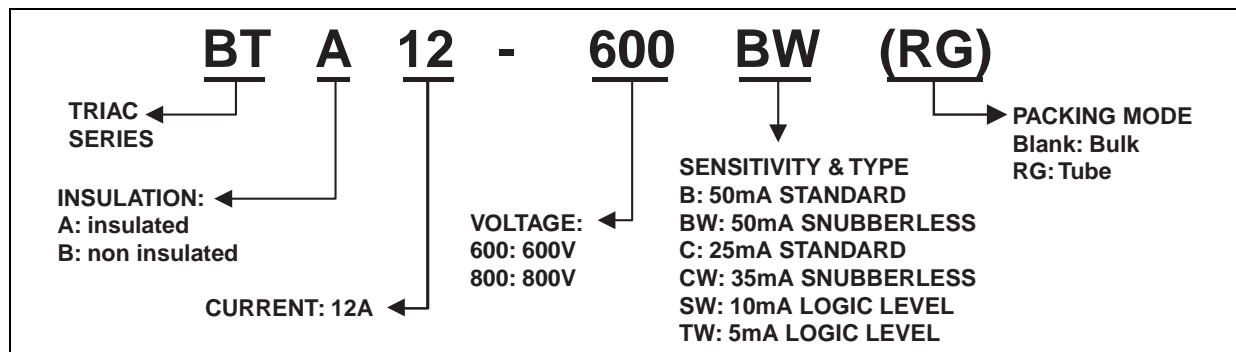 BT A 12 - 600 BW (RG)
TRIAC
SERIES
INSULATION:
A: insulated
B: non insulated
CURRENT: 12A
VOLTAGE:
600: 600V
800: 800V
SENSITIVITY & TYPE
B: 50mA STANDARD
BW: 50mA SNUBBERLESS
C: 25mA STANDARD
CW: 35mA SNUBBERLESS
SW: 10mA LOGIC LEVEL
TW: 5mA LOGIC LEVEL
PACKING MODE
Blank: Bulk
RG: Tube